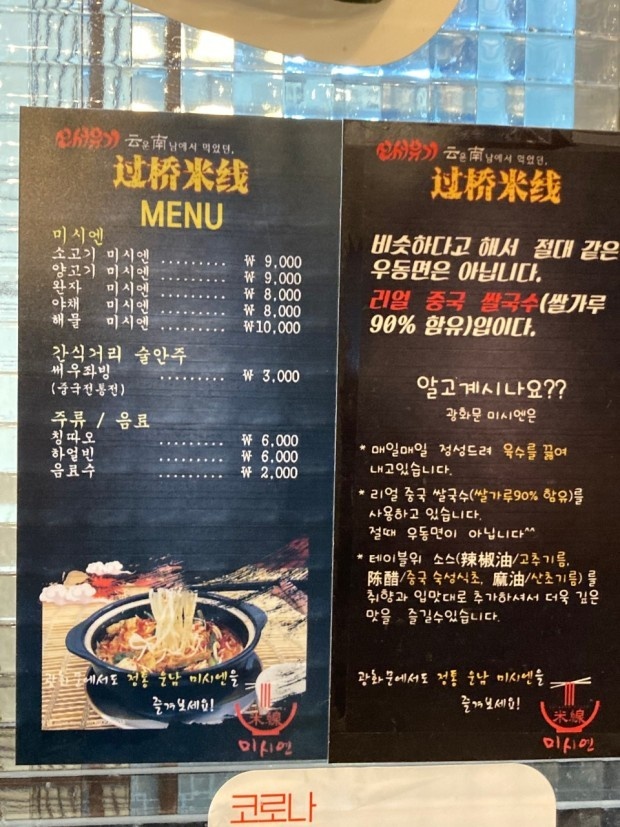 모서유기 云운南남에서 먹었던,
过桥米线
MENU
미시엔
소고기 미시엔 ......... ₩ 9,000
양고기 미시엔 ......... ₩ 9,000
완자 미시엔 ......... ₩ 8,000
야채 미시엔 ......... ₩ 8,000
해물 미시엔 ......... ₩10,000
간식거리 술안주
써우좌빙 ......... ₩ 3,000
(중국전통전)
주류 / 음료
칭따오 ......... ₩ 6,000
하얼빈 ......... ₩ 6,000
음료수 ......... ₩ 2,000
광화문에서도 정통 운남 미시엔을
즐겨보세요!
米線
미시엔
모서유기 云운南남에서 먹었던,
过桥米线
비슷하다고 해서 절대 같은
우동면은 아닙니다.
리얼 중국 쌀국수(쌀가루
90% 함유)입이다.
알고계시나요??
광화문 미시엔은
* 매일매일 정성드려 육수를 끓여
내고있습니다.
* 리얼 중국 쌀국수(쌀가루90% 함유)를
사용하고 있습니다.
절때 우동면이 아닙니다^^
* 테이블위 소스(辣椒油/고추기름,
陈醋/중국 숙성식초, 麻油/산초기름) 를
취향과 입맛대로 추가하셔서 더욱 깊은
맛을 즐길수있습니다.
광화문에서도 정통 운남 미시엔을
즐겨보세요!
米線
미시엔
코로나